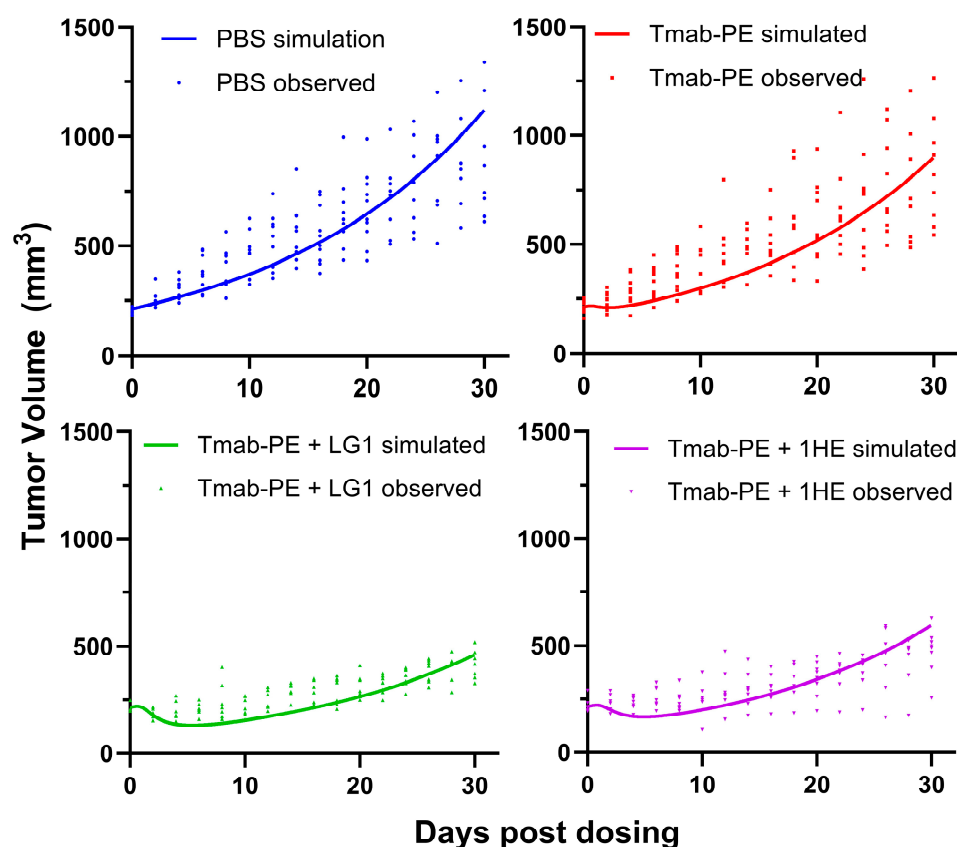 Tumor Volume (mm³)
1500
1000
500
0
0 10 20 30
PBS simulation
PBS observed
1500
1000
500
0
0 10 20 30
Tmab-PE simulated
Tmab-PE observed
1500
1000
500
0
0 10 20 30
Tmab-PE + LG1 simulated
Tmab-PE + LG1 observed
1500
1000
500
0
0 10 20 30
Tmab-PE + 1HE simulated
Tmab-PE + 1HE observed
Days post dosing